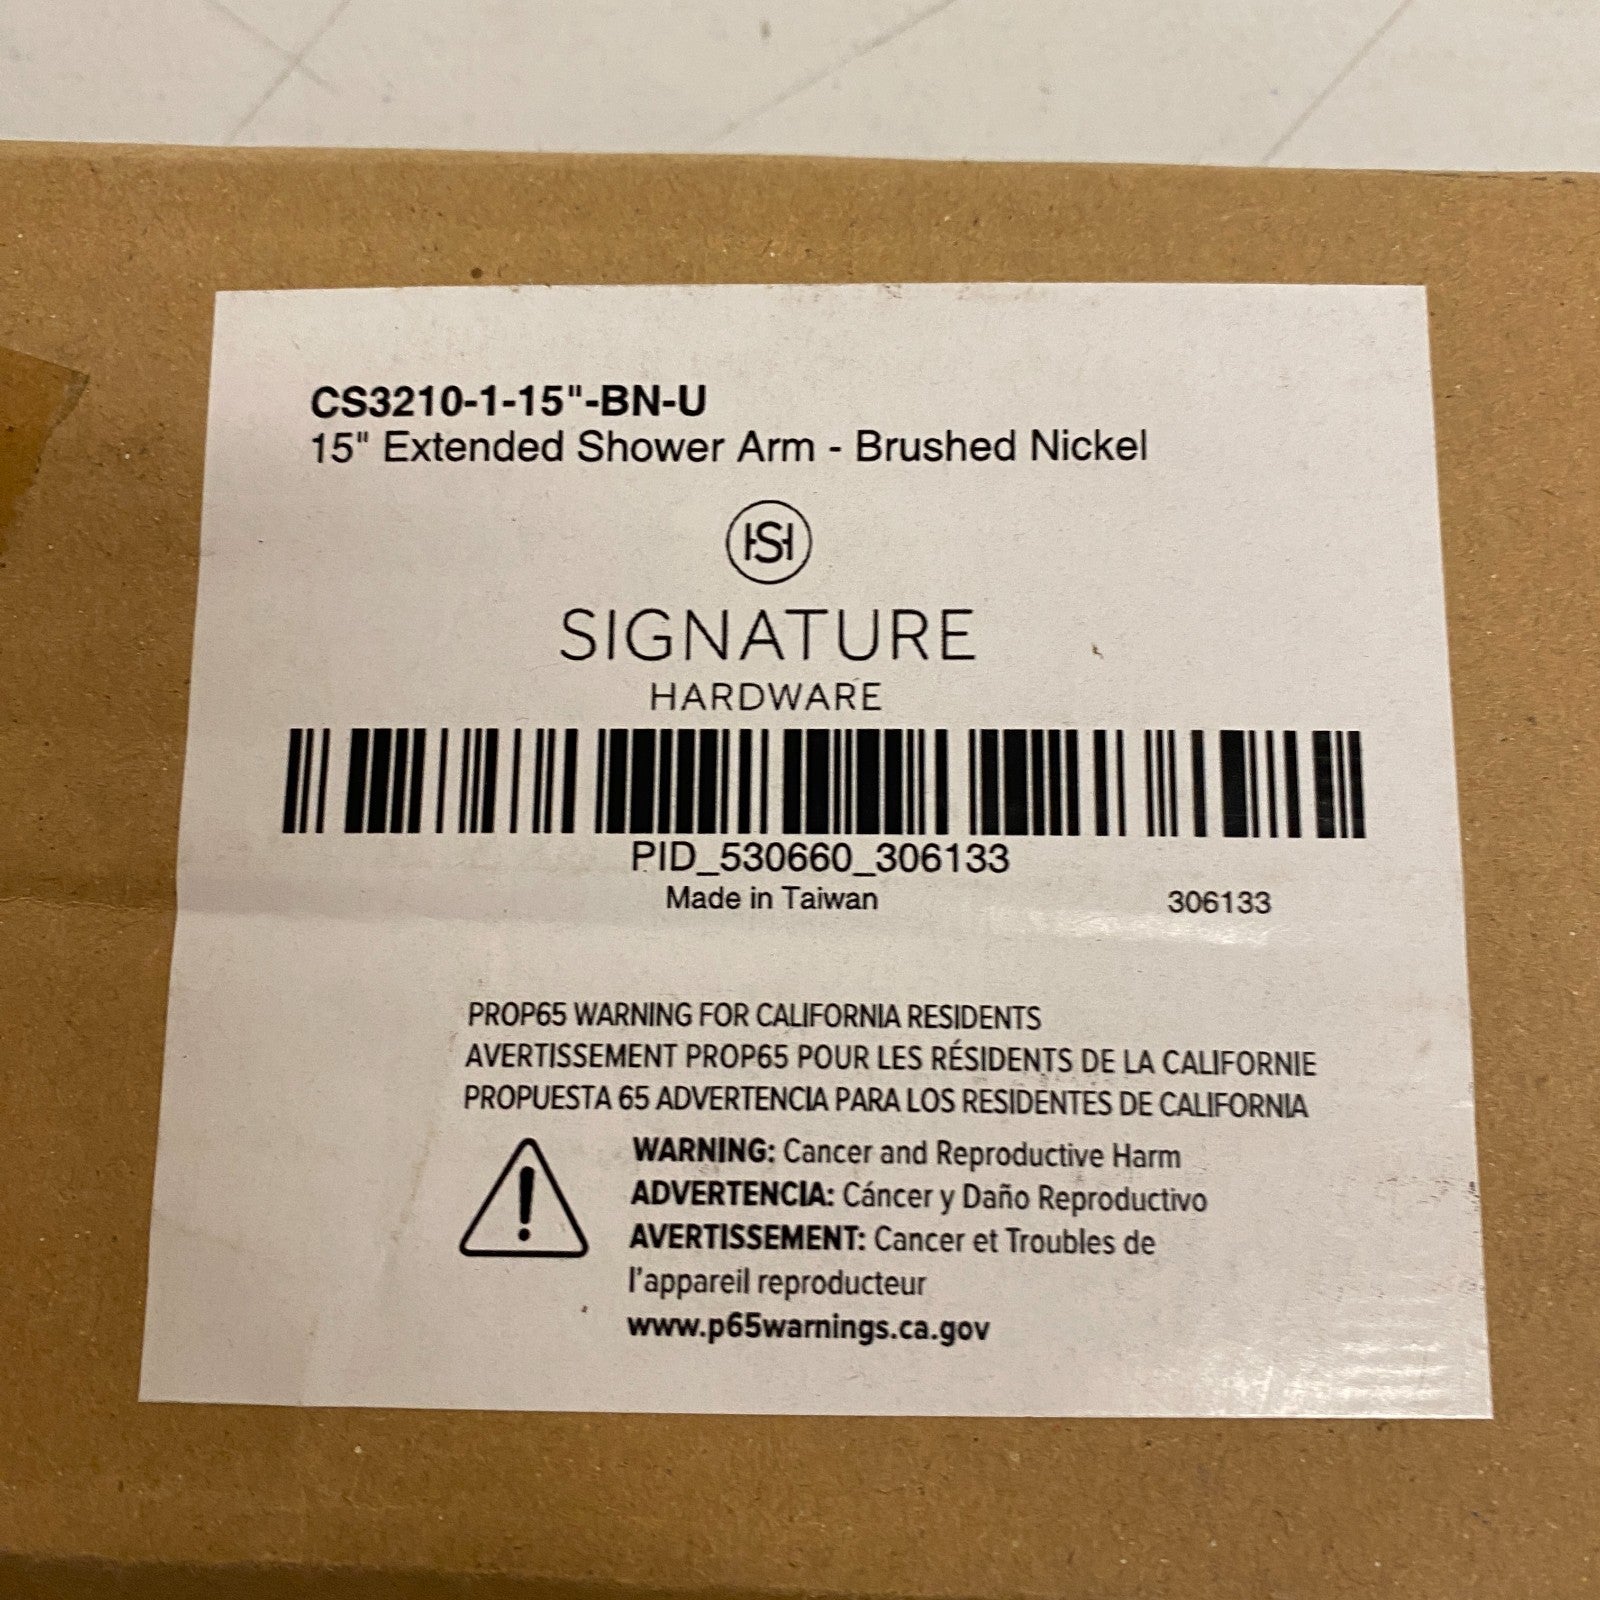 CS3210-1-15"-BN-U
15" Extended Shower Arm - Brushed Nickel
HS
SIGNATURE
HARDWARE
PID_530660_306133
Made in Taiwan 306133
PROP65 WARNING FOR CALIFORNIA RESIDENTS
AVERTISSEMENT PROP65 POUR LES RÉSIDENTS DE LA CALIFORNIE
PROPUESTA 65 ADVERTENCIA PARA LOS RESIDENTES DE CALIFORNIA
WARNING: Cancer and Reproductive Harm
ADVERTENCIA: Cáncer y Daño Reproductivo
AVERTISSEMENT: Cancer et Troubles de
l'appareil reproducteur
www.p65warnings.ca.gov